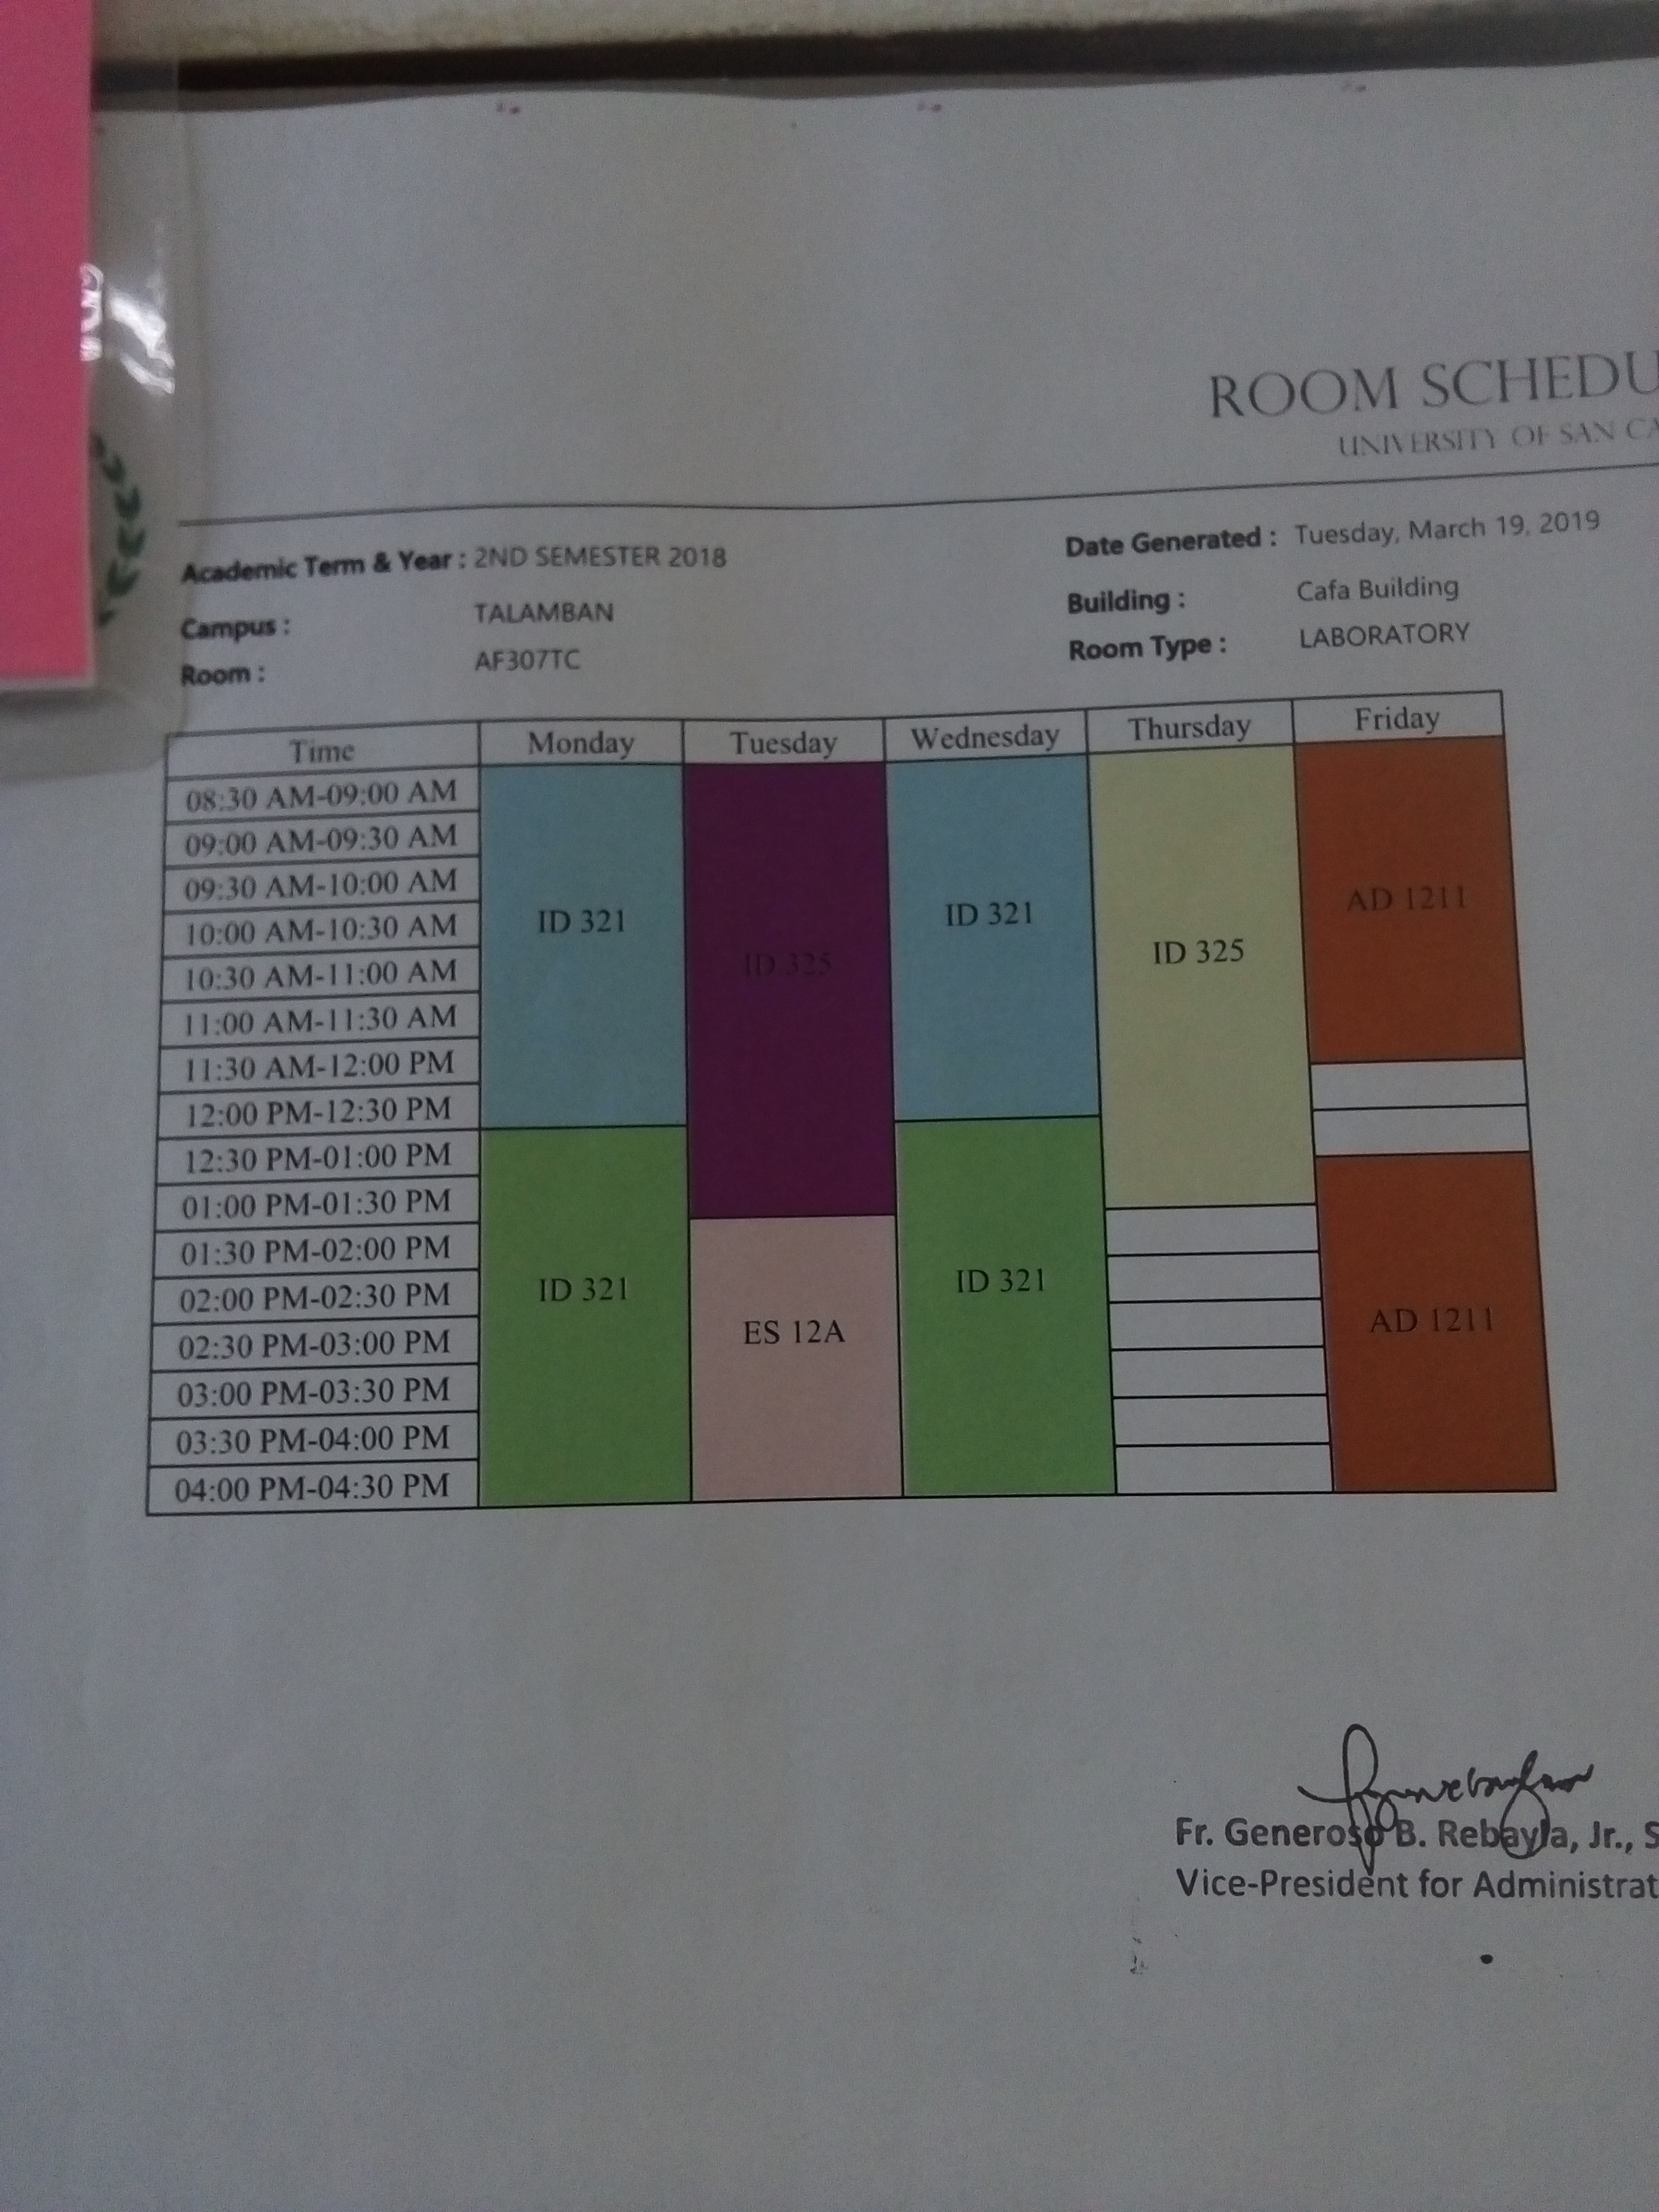 ROOM SCHEDU
UNIVERSITY OF SAN CA
Academic Term & Year : 2ND SEMESTER 2018
Date Generated : Tuesday, March 19, 2019
Campus : TALAMBAN
Building : Cafa Building
Room : AF307TC
Room Type : LABORATORY
Time Monday Tuesday Wednesday Thursday Friday
08:30 AM-09:00 AM
09:00 AM-09:30 AM
09:30 AM-10:00 AM
10:00 AM-10:30 AM
10:30 AM-11:00 AM
11:00 AM-11:30 AM
11:30 AM-12:00 PM
12:00 PM-12:30 PM
12:30 PM-01:00 PM
01:00 PM-01:30 PM
01:30 PM-02:00 PM
02:00 PM-02:30 PM
02:30 PM-03:00 PM
03:00 PM-03:30 PM
03:30 PM-04:00 PM
04:00 PM-04:30 PM
ID 321
ID 321
ID 325
ES 12A
ID 321
ID 321
ID 325
AD 1211
AD 1211
Fr. Generoso B. Rebayla, Jr., S
Vice-President for Administrat